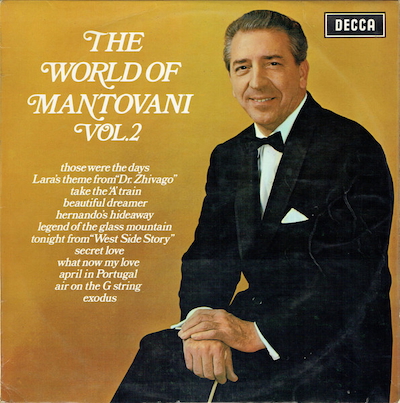 DECCA
THE
WORLD OF
MANTOVANI
VOL.2
those were the days
Lara's theme from "Dr. Zhivago"
take the 'A' train
beautiful dreamer
hernando's hideaway
legend of the glass mountain
tonight from "West Side Story"
secret love
what now my love
april in Portugal
air on the G string
exodus